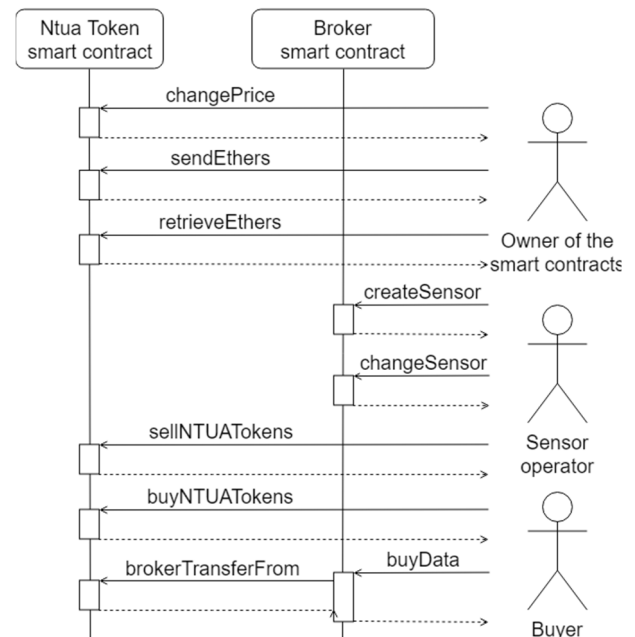 Ntua Token
smart contract
Broker
smart contract
changePrice
sendEthers
retrieveEthers
Owner of the
smart contracts
createSensor
changeSensor
sellNTUATokens
Sensor
operator
buyNTUATokens
buyData
brokerTransferFrom
Buyer